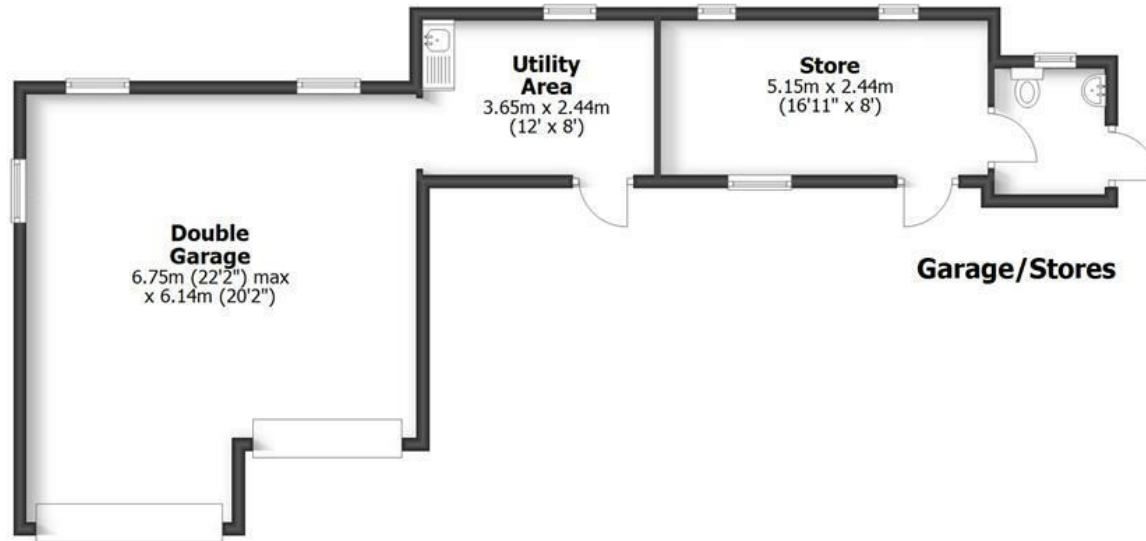 Utility
Area
3.65m x 2.44m
(12' x 8')
Store
5.15m x 2.44m
(16'11" x 8')
Double
Garage
6.75m (22'2") max
x 6.14m (20'2")
Garage/Stores